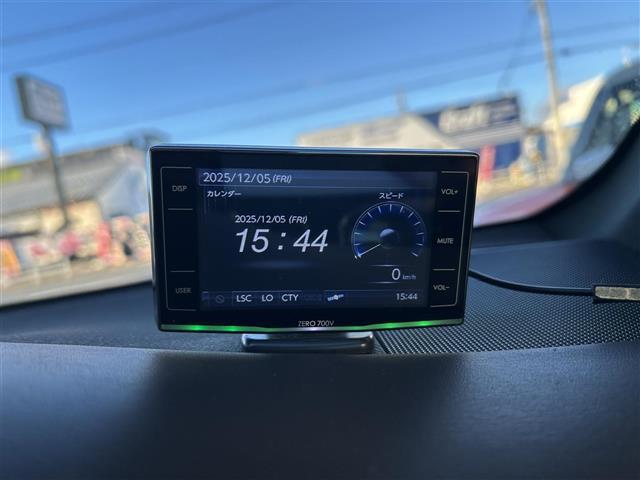 2025/12/05 (FRI)
カレンダー
スピード
2025/12/05 (FRI)
15:44
0 km/h
LSC LO CTY
15:44
DISP
USER
VOL+
MUTE
VOL−
ZERO 700V